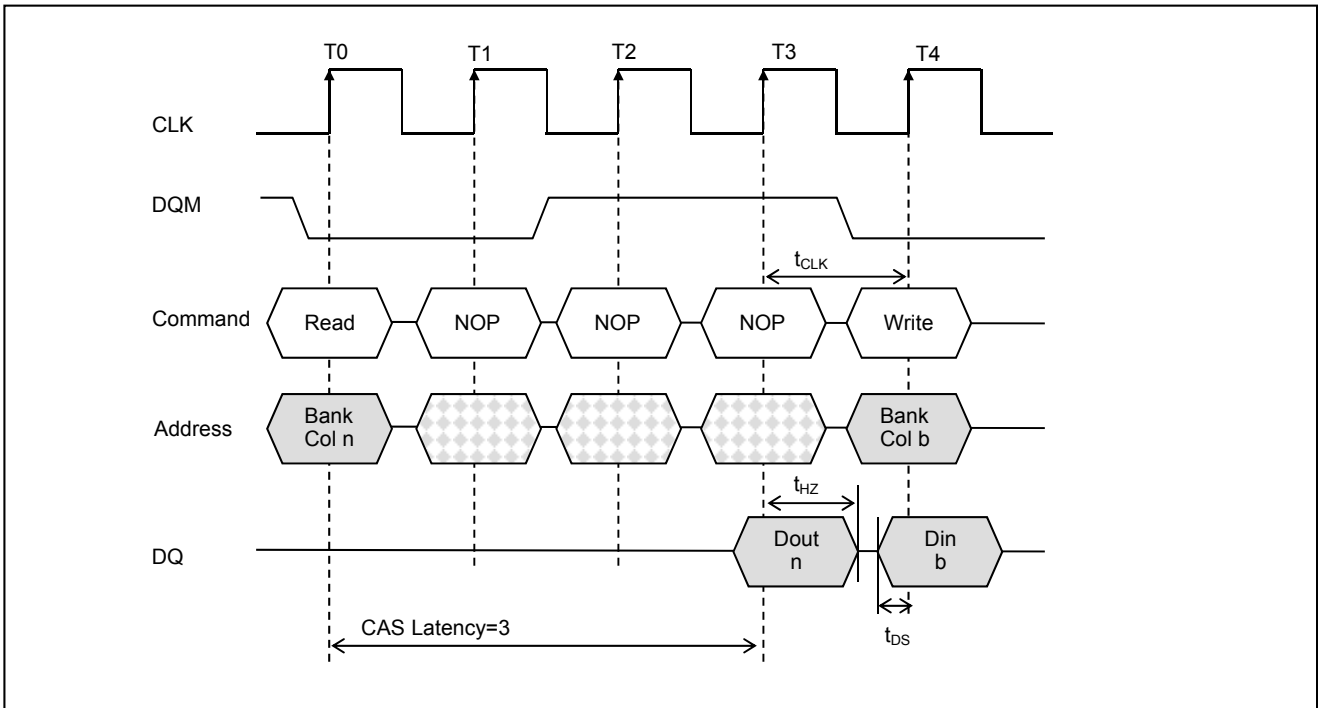 T0 T1 T2 T3 T4
CLK
DQM
tCLK
Command Read NOP NOP NOP Write
Address Bank Col n Bank Col b
tHZ
DQ Dout n Din b
CAS Latency=3
tDS